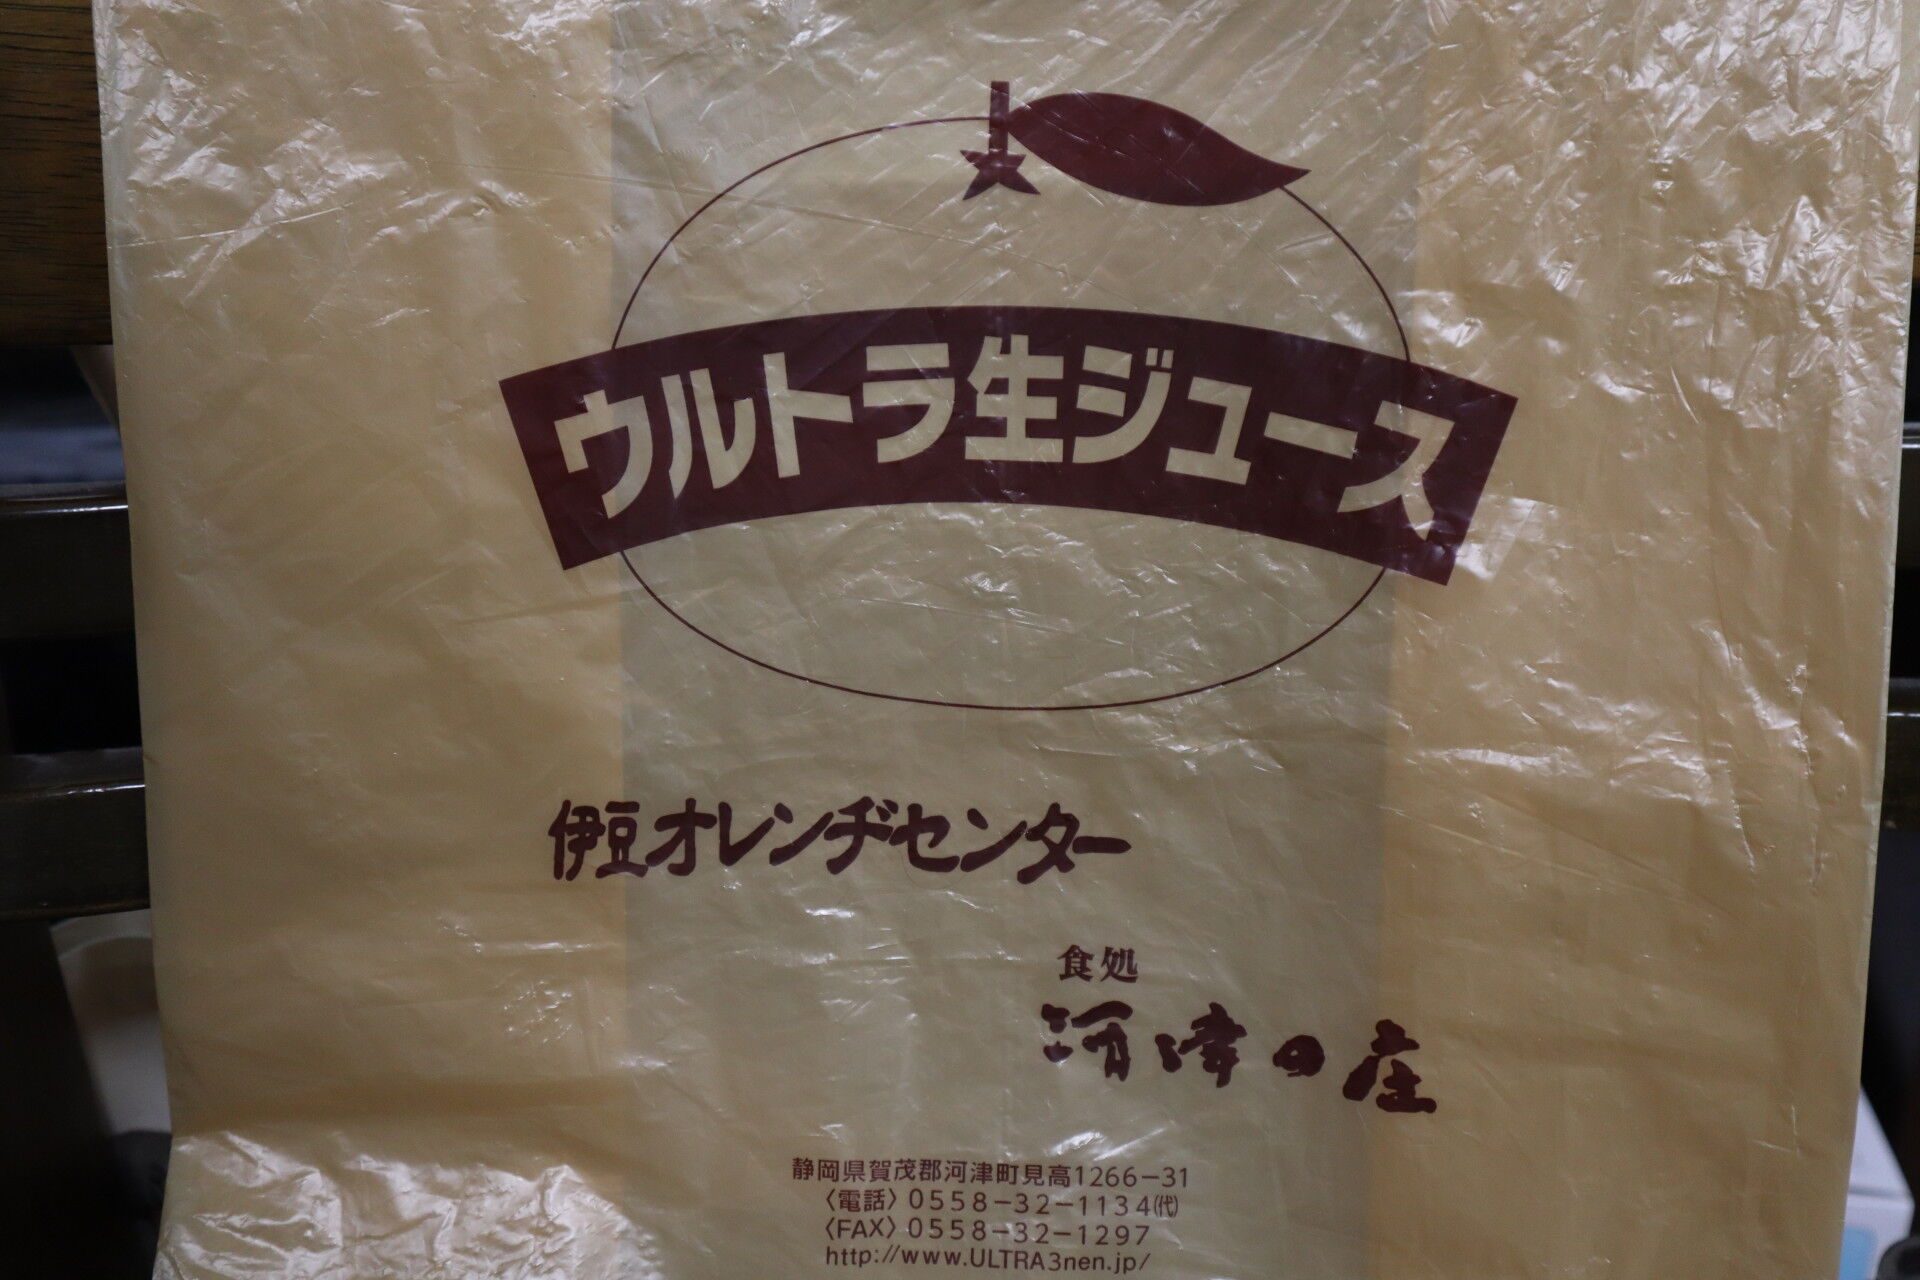 ウルトラ生ジュース
伊豆オレンヂセンター
食処
河津の庄
静岡県賀茂郡河津町見高1266−31
〈電話〉0558−32−1134㈹
〈FAX〉0558−32−1297
http://www.ULTRA3nen.jp/